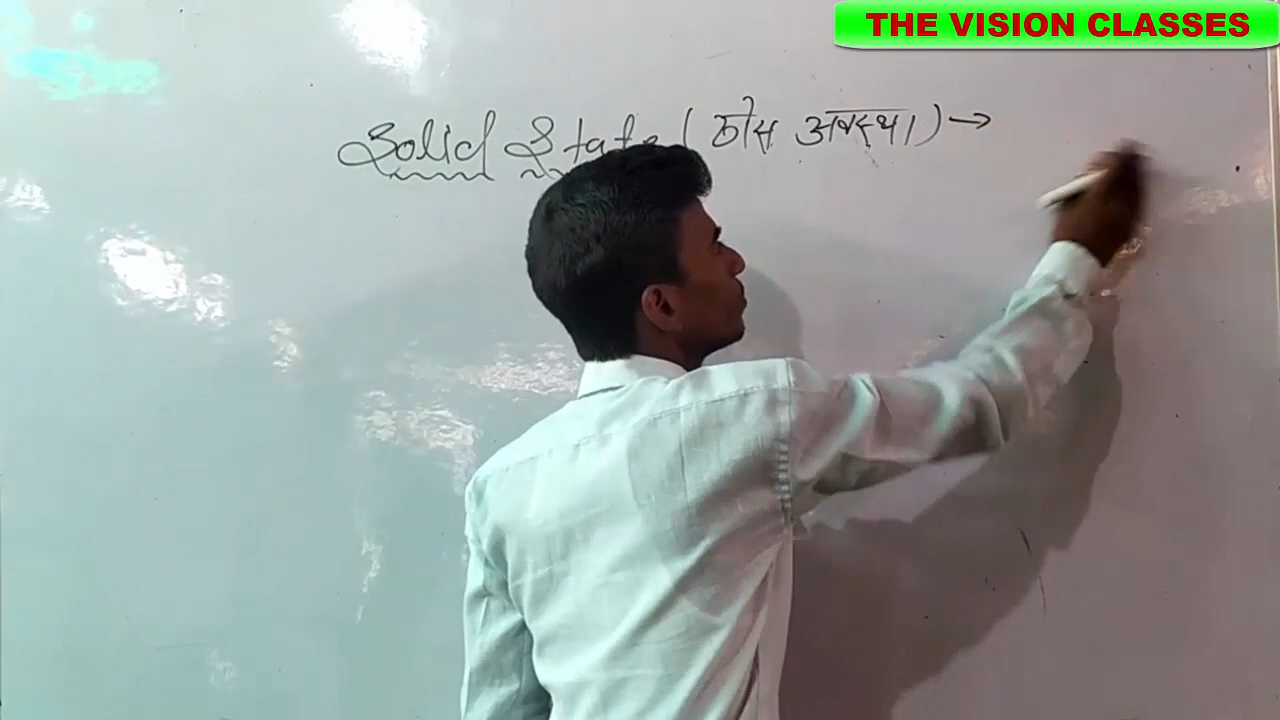 THE VISION CLASSES
Solid State (ठोस अवस्था) →